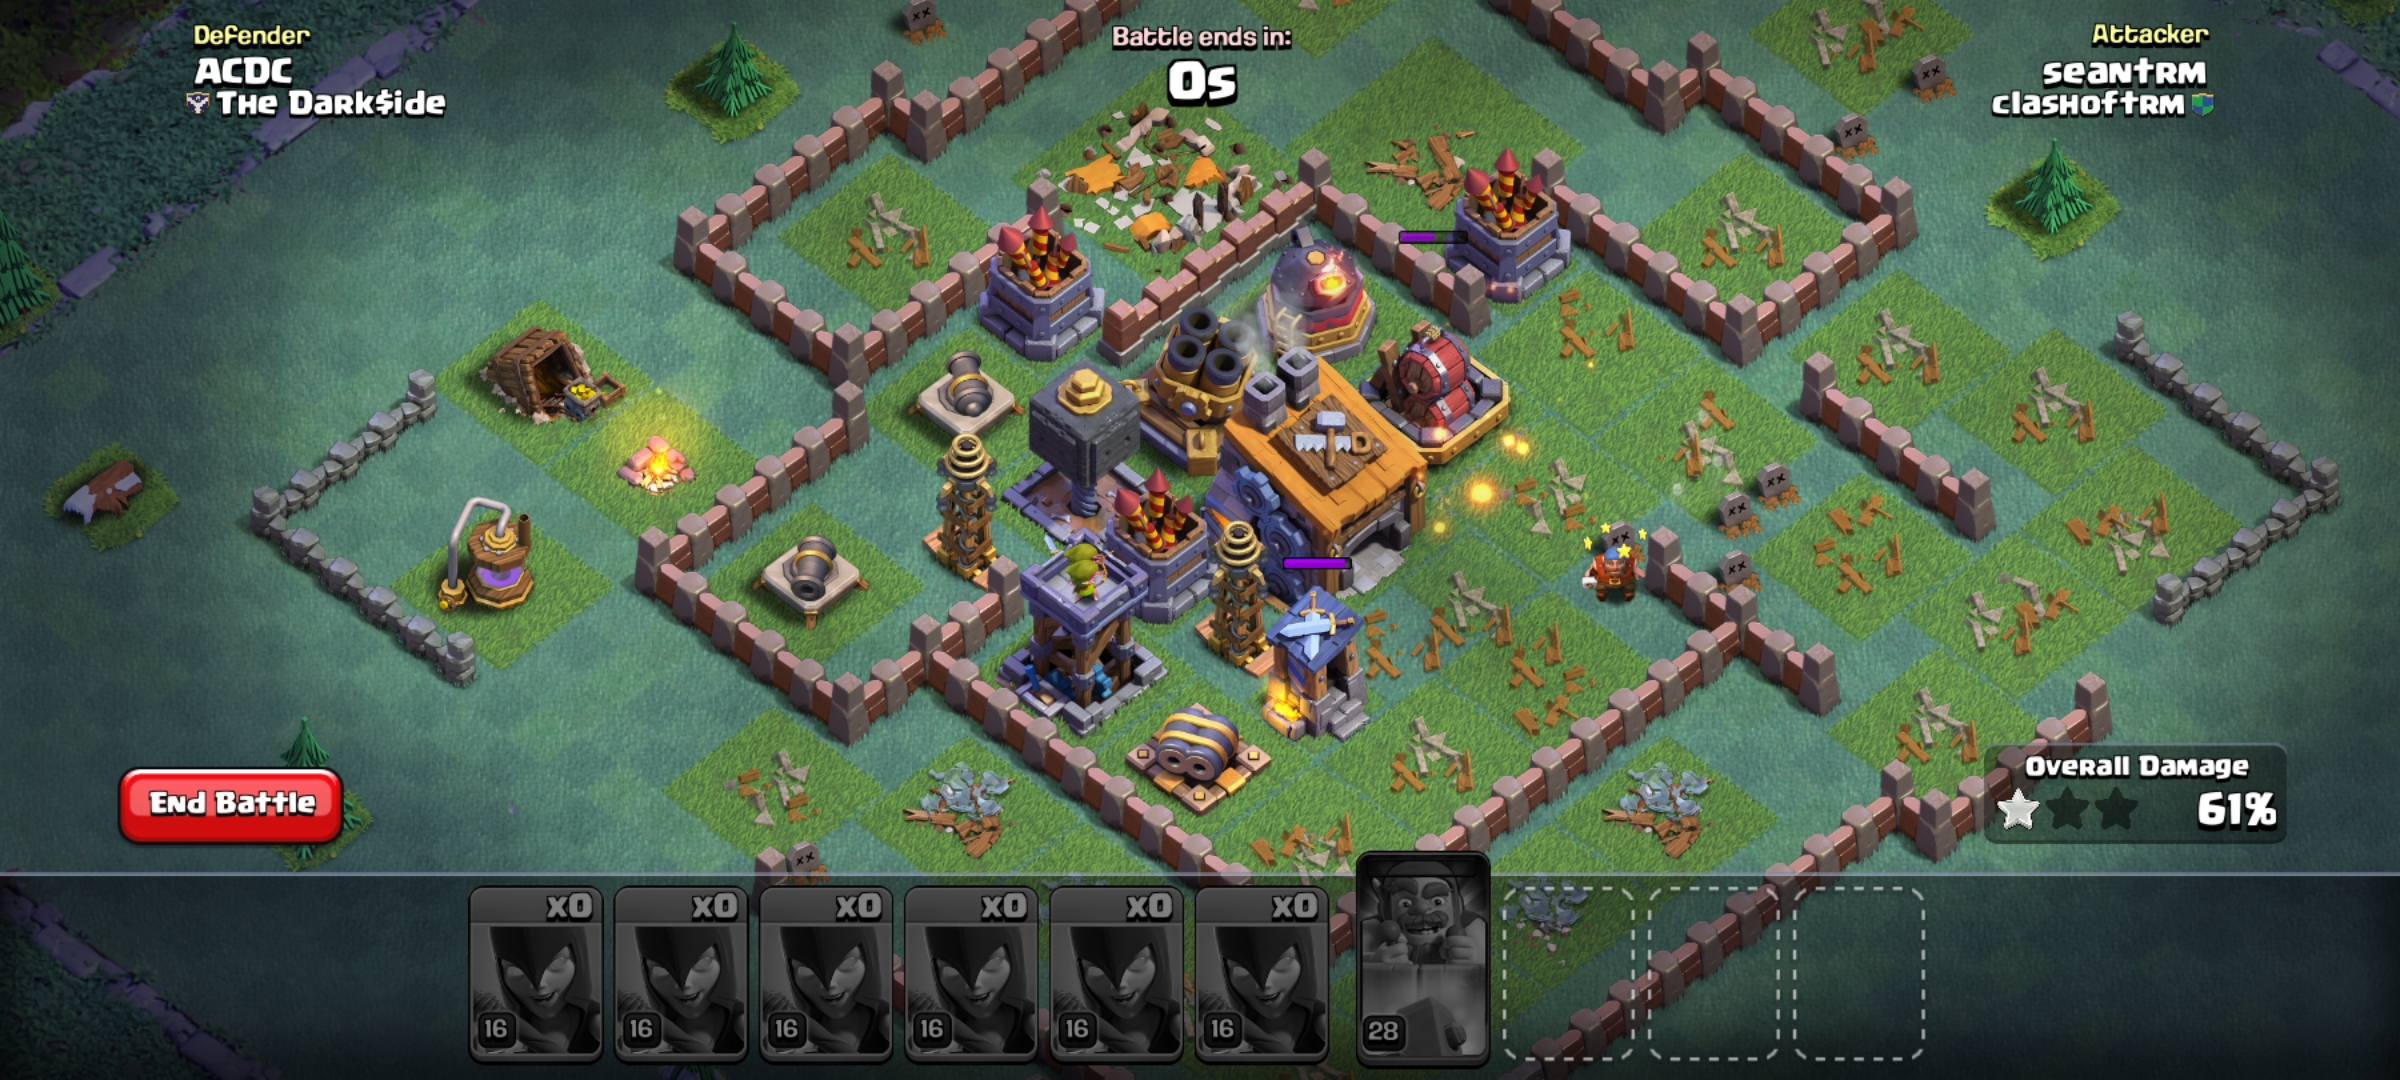 Defender
ACDC
The Dark$ide
Battle ends in:
0s
Attacker
seantRM
clashoftRM
End Battle
Overall Damage
61%
x0 x0 x0 x0 x0 x0
16 16 16 16 16 16 28